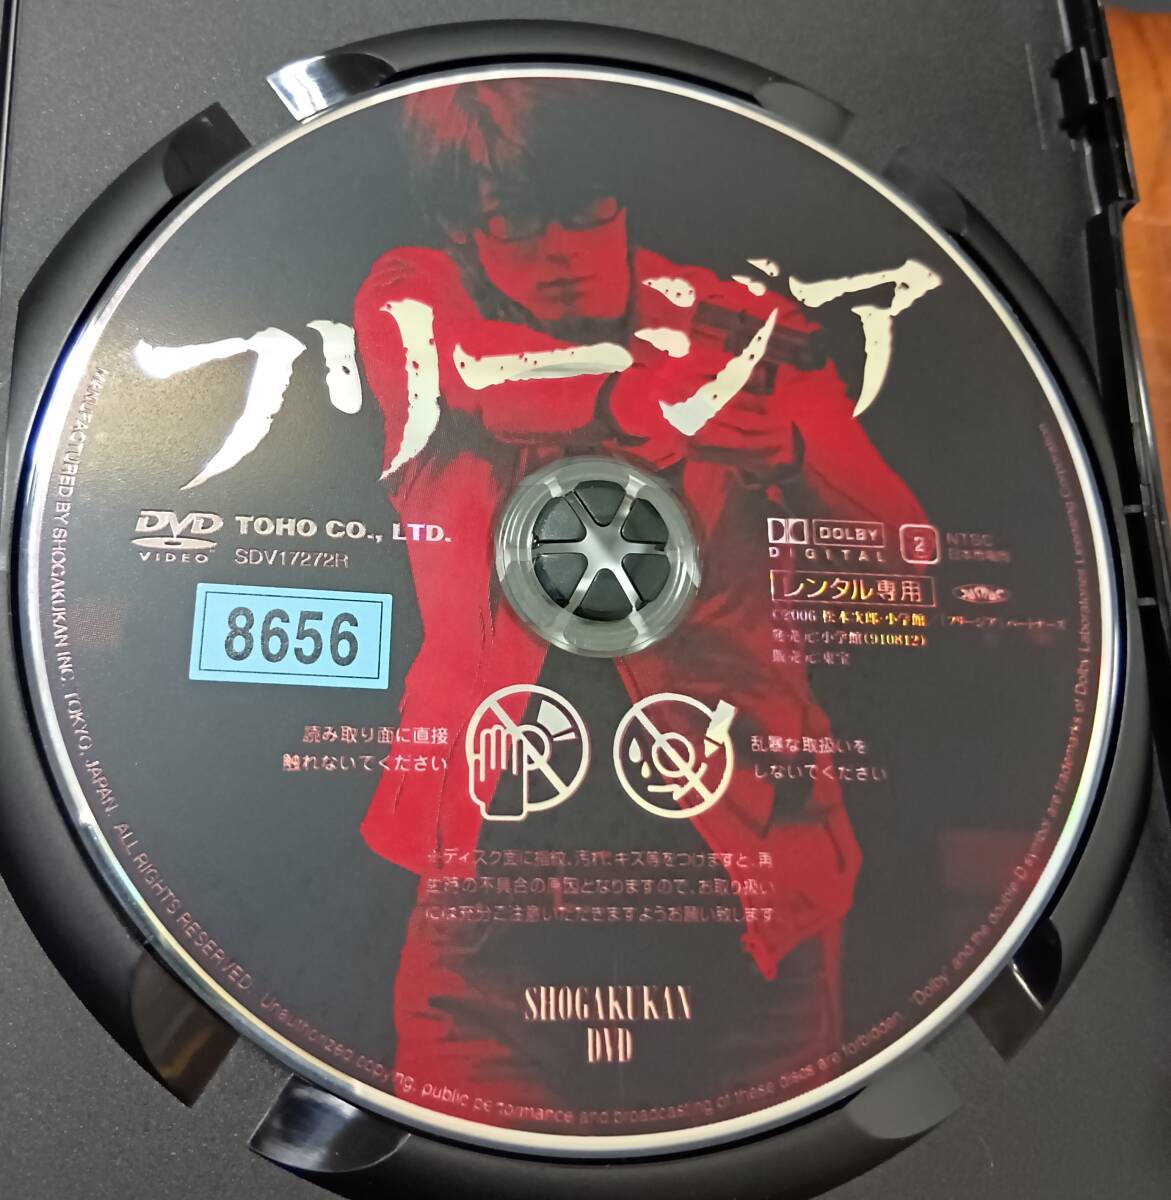 フリージア
DVD VIDEO
TOHO CO., LTD.
SDV17272R
8656
DOLBY DIGITAL
2
NTSC
日本市場向
レンタル専用
©2006 松本次郎・小学館/「フリージア」パートナーズ
発売元:小学館(910812)
販売元:東宝
読み取り面に直接
触れないでください
乱暴な取扱いを
しないでください
※ディスク面に指紋、汚れ、キズ等をつけますと、再
生時の不具合の原因となりますので、お取り扱い
には充分ご注意いただきますようお願い致します
SHOGAKUKAN
DVD
MANUFACTURED BY SHOGAKUKAN INC. TOKYO, JAPAN. ALL RIGHTS RESERVED. Unauthorized copying, public performance and broadcasting of these discs are forbidden. "Dolby" and the double-D symbol are trademarks of Dolby Laboratories Licensing Corporation